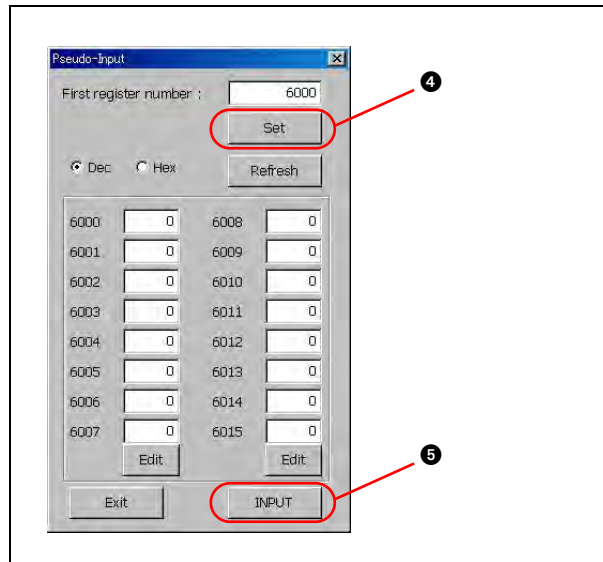 Pseudo-Input
First register number : 6000
❹
Set
Dec Hex Refresh
6000 0 6008 0
6001 0 6009 0
6002 0 6010 0
6003 0 6011 0
6004 0 6012 0
6005 0 6013 0
6006 0 6014 0
6007 0 6015 0
Edit Edit
❺
Exit INPUT